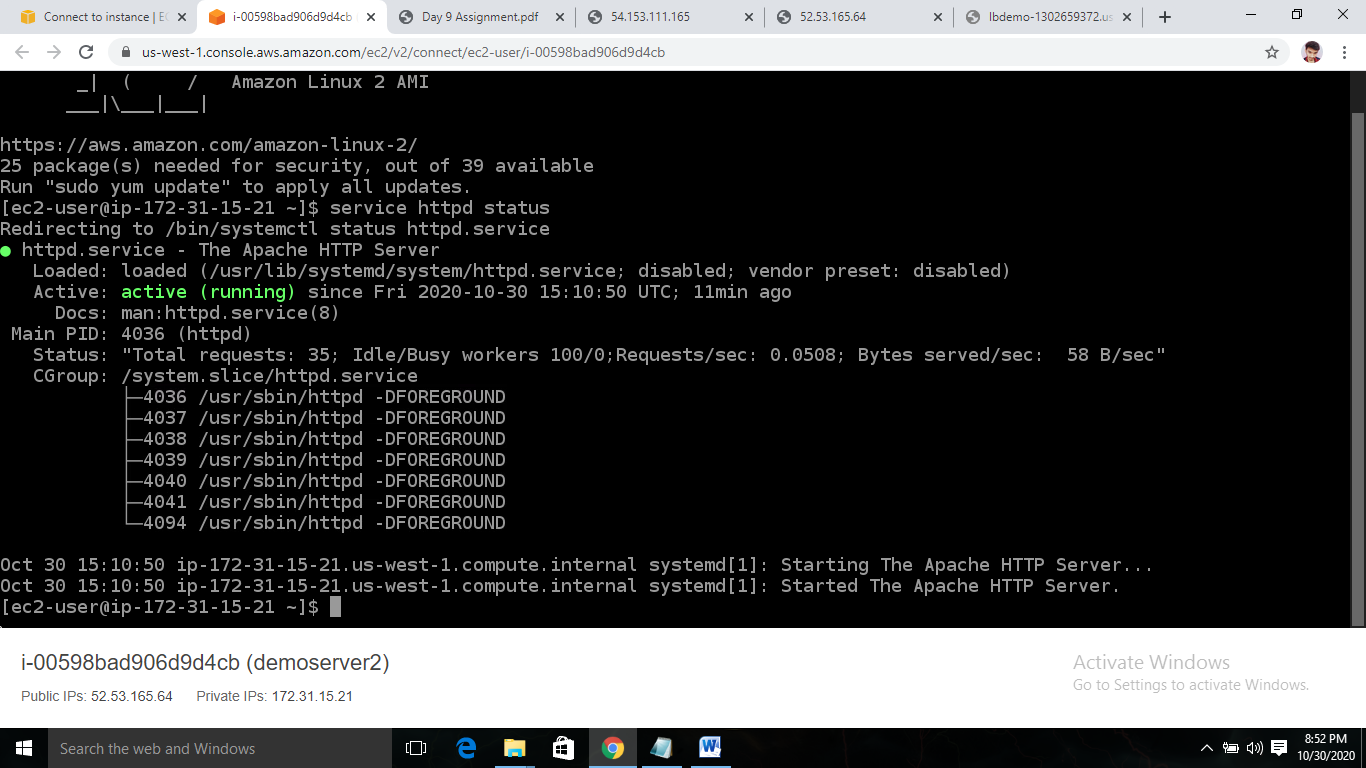 Connect to instance | EC
i-00598bad906d9d4cb
Day 9 Assignment.pdf
54.153.111.165
52.53.165.64
lbdemo-1302659372.us
us-west-1.console.aws.amazon.com/ec2/v2/connect/ec2-user/i-00598bad906d9d4cb
_|  (     /   Amazon Linux 2 AMI
___|\___|___|
https://aws.amazon.com/amazon-linux-2/
25 package(s) needed for security, out of 39 available
Run "sudo yum update" to apply all updates.
[ec2-user@ip-172-31-15-21 ~]$ service httpd status
Redirecting to /bin/systemctl status httpd.service
● httpd.service - The Apache HTTP Server
Loaded: loaded (/usr/lib/systemd/system/httpd.service; disabled; vendor preset: disabled)
Active: active (running) since Fri 2020-10-30 15:10:50 UTC; 11min ago
Docs: man:httpd.service(8)
Main PID: 4036 (httpd)
Status: "Total requests: 35; Idle/Busy workers 100/0;Requests/sec: 0.0508; Bytes served/sec:  58 B/sec"
CGroup: /system.slice/httpd.service
├─4036 /usr/sbin/httpd -DFOREGROUND
├─4037 /usr/sbin/httpd -DFOREGROUND
├─4038 /usr/sbin/httpd -DFOREGROUND
├─4039 /usr/sbin/httpd -DFOREGROUND
├─4040 /usr/sbin/httpd -DFOREGROUND
├─4041 /usr/sbin/httpd -DFOREGROUND
└─4094 /usr/sbin/httpd -DFOREGROUND
Oct 30 15:10:50 ip-172-31-15-21.us-west-1.compute.internal systemd[1]: Starting The Apache HTTP Server...
Oct 30 15:10:50 ip-172-31-15-21.us-west-1.compute.internal systemd[1]: Started The Apache HTTP Server.
[ec2-user@ip-172-31-15-21 ~]$
i-00598bad906d9d4cb (demoserver2)
Public IPs: 52.53.165.64 Private IPs: 172.31.15.21
Activate Windows
Go to Settings to activate Windows.
Search the web and Windows
8:52 PM
10/30/2020